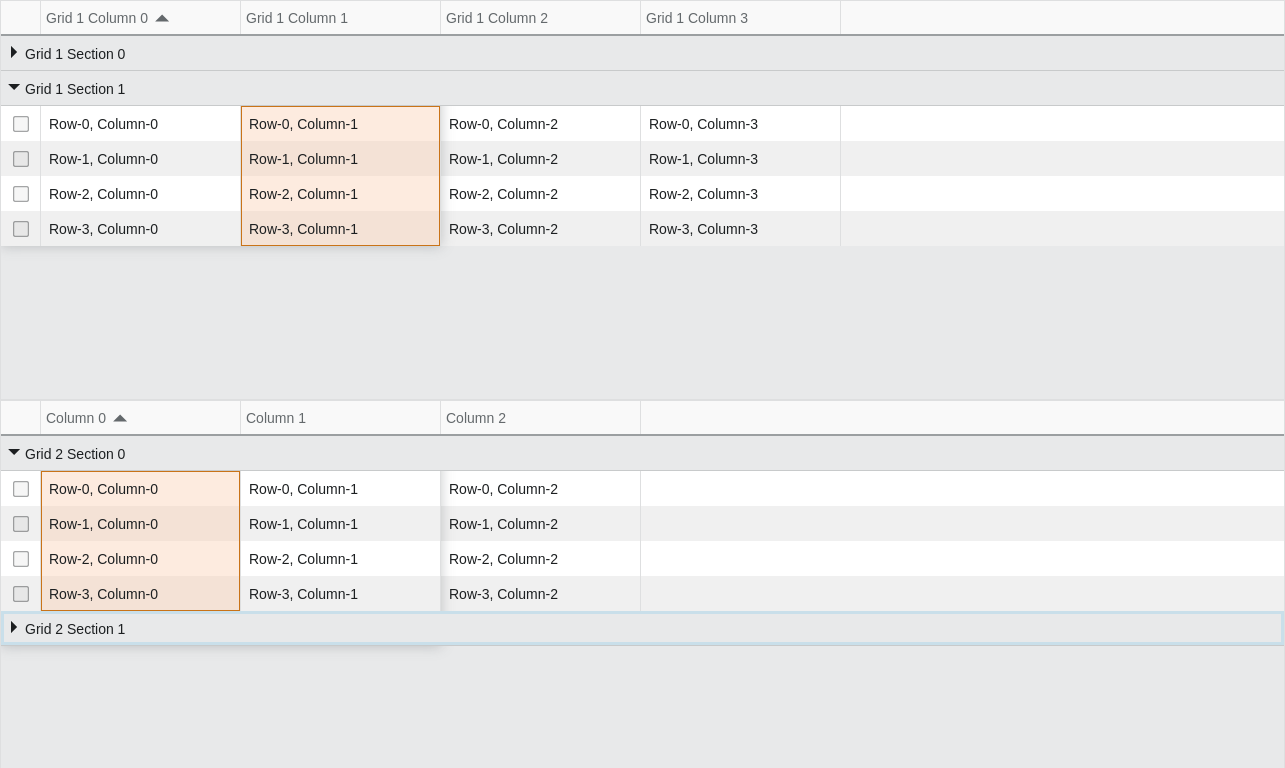 Grid 1 Column 0 Grid 1 Column 1 Grid 1 Column 2 Grid 1 Column 3
Grid 1 Section 0
Grid 1 Section 1
Row-0, Column-0 Row-0, Column-1 Row-0, Column-2 Row-0, Column-3
Row-1, Column-0 Row-1, Column-1 Row-1, Column-2 Row-1, Column-3
Row-2, Column-0 Row-2, Column-1 Row-2, Column-2 Row-2, Column-3
Row-3, Column-0 Row-3, Column-1 Row-3, Column-2 Row-3, Column-3
Column 0 Column 1 Column 2
Grid 2 Section 0
Row-0, Column-0 Row-0, Column-1 Row-0, Column-2
Row-1, Column-0 Row-1, Column-1 Row-1, Column-2
Row-2, Column-0 Row-2, Column-1 Row-2, Column-2
Row-3, Column-0 Row-3, Column-1 Row-3, Column-2
Grid 2 Section 1